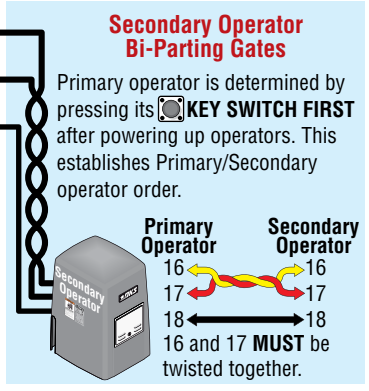 Secondary Operator
Bi-Parting Gates
Primary operator is determined by
pressing its KEY SWITCH FIRST
after powering up operators. This
establishes Primary/Secondary
operator order.
Primary Operator
Secondary Operator
16 16
17 17
18 18
16 and 17 MUST be
twisted together.
Secondary
Operator